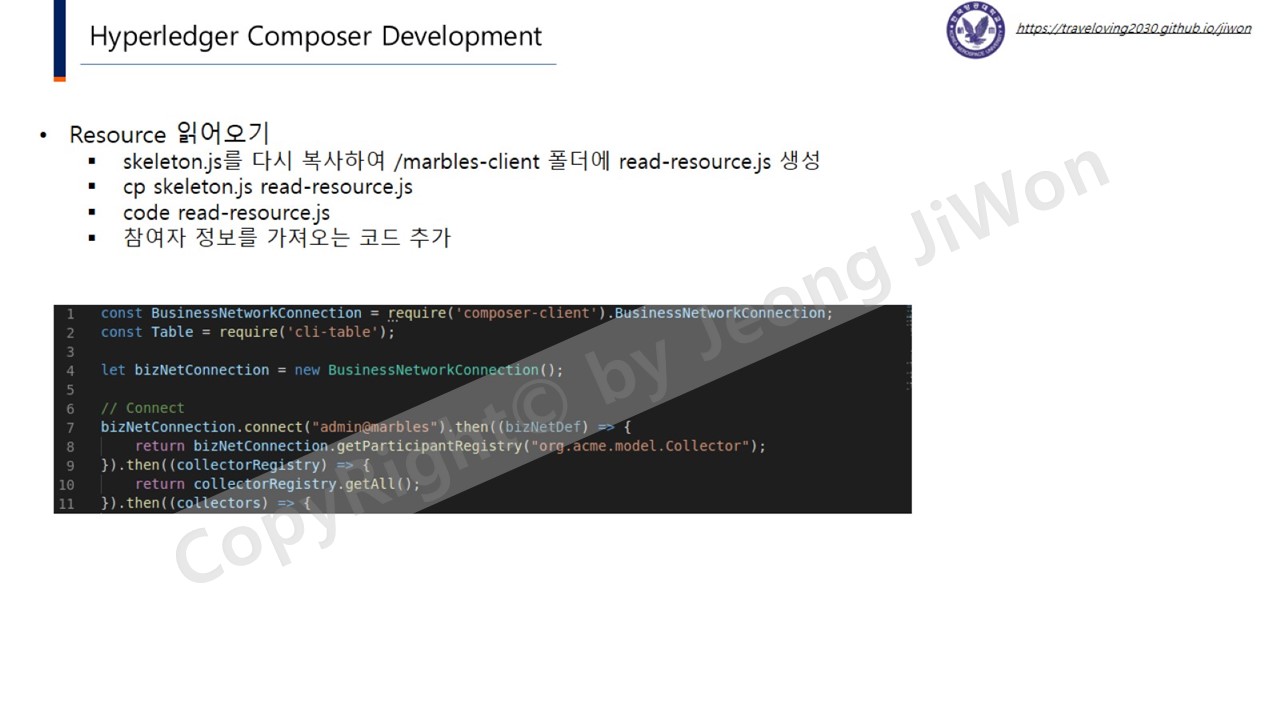 Hyperledger Composer Development
https://traveloving2030.github.io/jiwon
• Resource 읽어오기
▪ skeleton.js를 다시 복사하여 /marbles-client 폴더에 read-resource.js 생성
▪ cp skeleton.js read-resource.js
▪ code read-resource.js
▪ 참여자 정보를 가져오는 코드 추가
1 const BusinessNetworkConnection = require('composer-client').BusinessNetworkConnection;
2 const Table = require('cli-table');
3
4 let bizNetConnection = new BusinessNetworkConnection();
5
6 // Connect
7 bizNetConnection.connect("admin@marbles").then((bizNetDef) => {
8 return bizNetConnection.getParticipantRegistry("org.acme.model.Collector");
9 }).then((collectorRegistry) => {
10 return collectorRegistry.getAll();
11 }).then((collectors) => {
CopyRight© by Jeong JiWon